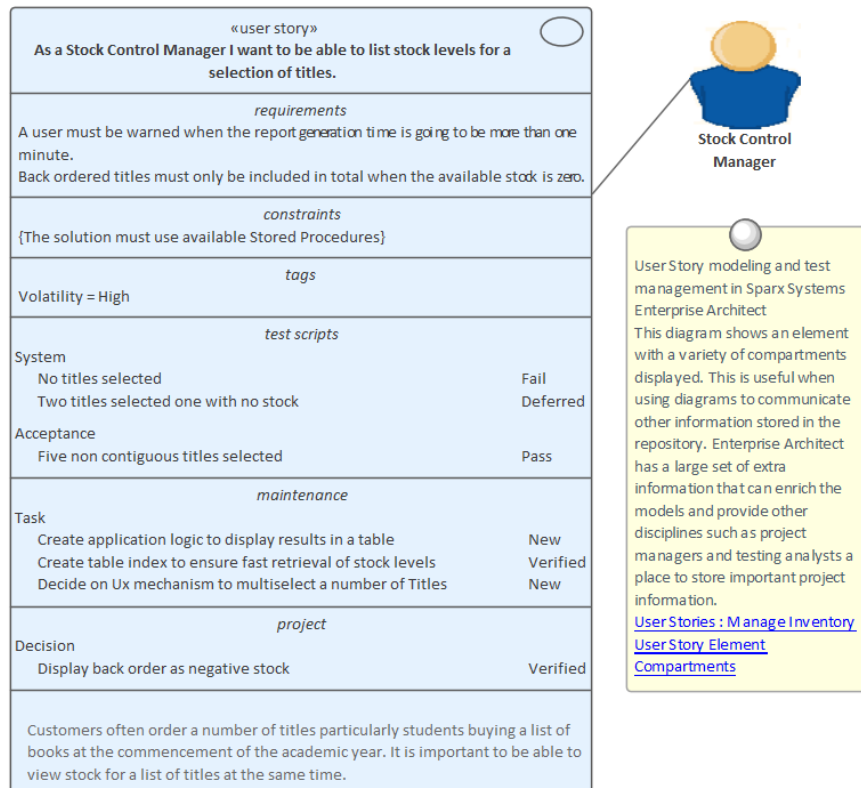 «user story»
As a Stock Control Manager I want to be able to list stock levels for a
selection of titles.
requirements
A user must be warned when the report generation time is going to be more than one
minute.
Back ordered titles must only be included in total when the available stock is zero.
constraints
{The solution must use available Stored Procedures}
tags
Volatility = High
test scripts
System
No titles selected Fail
Two titles selected one with no stock Deferred
Acceptance
Five non contiguous titles selected Pass
maintenance
Task
Create application logic to display results in a table New
Create table index to ensure fast retrieval of stock levels Verified
Decide on Ux mechanism to multiselect a number of Titles New
project
Decision
Display back order as negative stock Verified
Customers often order a number of titles particularly students buying a list of
books at the commencement of the academic year. It is important to be able to
view stock for a list of titles at the same time.
Stock Control
Manager
User Story modeling and test
management in Sparx Systems
Enterprise Architect
This diagram shows an element
with a variety of compartments
displayed. This is useful when
using diagrams to communicate
other information stored in the
repository. Enterprise Architect
has a large set of extra
information that can enrich the
models and provide other
disciplines such as project
managers and testing analysts a
place to store important project
information.
User Stories : Manage Inventory
User Story Element
Compartments